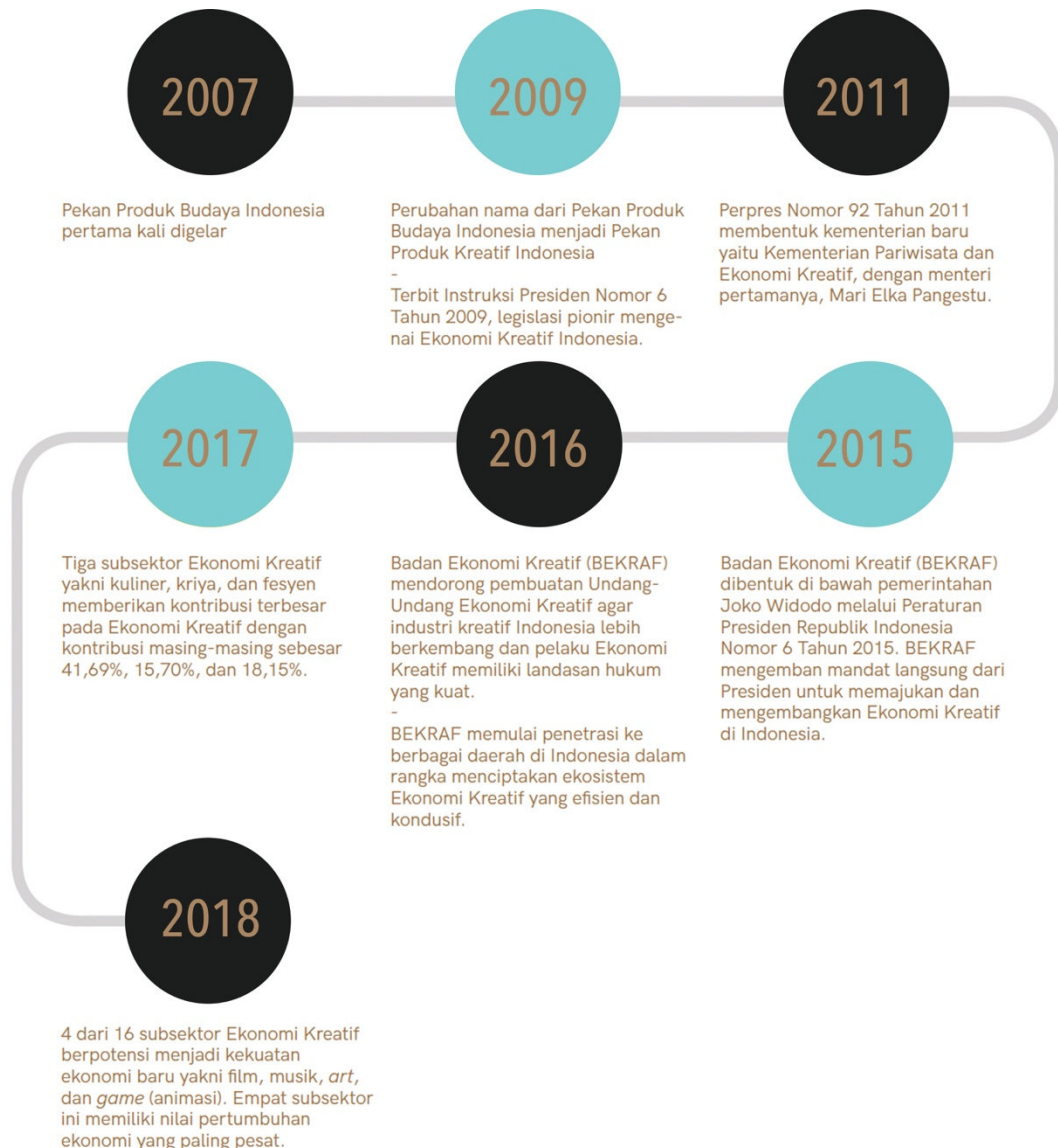 2007
Pekan Produk Budaya Indonesia
pertama kali digelar
2009
Perubahan nama dari Pekan Produk
Budaya Indonesia menjadi Pekan
Produk Kreatif Indonesia
-
Terbit Instruksi Presiden Nomor 6
Tahun 2009, legislasi pionir menge-
nai Ekonomi Kreatif Indonesia.
2011
Perpres Nomor 92 Tahun 2011
membentuk kementerian baru
yaitu Kementerian Pariwisata dan
Ekonomi Kreatif, dengan menteri
pertamanya, Mari Elka Pangestu.
2015
Badan Ekonomi Kreatif (BEKRAF)
dibentuk di bawah pemerintahan
Joko Widodo melalui Peraturan
Presiden Republik Indonesia
Nomor 6 Tahun 2015. BEKRAF
mengemban mandat langsung dari
Presiden untuk memajukan dan
mengembangkan Ekonomi Kreatif
di Indonesia.
2016
Badan Ekonomi Kreatif (BEKRAF)
mendorong pembuatan Undang-
Undang Ekonomi Kreatif agar
industri kreatif Indonesia lebih
berkembang dan pelaku Ekonomi
Kreatif memiliki landasan hukum
yang kuat.
-
BEKRAF memulai penetrasi ke
berbagai daerah di Indonesia dalam
rangka menciptakan ekosistem
Ekonomi Kreatif yang efisien dan
kondusif.
2017
Tiga subsektor Ekonomi Kreatif
yakni kuliner, kriya, dan fesyen
memberikan kontribusi terbesar
pada Ekonomi Kreatif dengan
kontribusi masing-masing sebesar
41,69%, 15,70%, dan 18,15%.
2018
4 dari 16 subsektor Ekonomi Kreatif
berpotensi menjadi kekuatan
ekonomi baru yakni film, musik, art,
dan game (animasi). Empat subsektor
ini memiliki nilai pertumbuhan
ekonomi yang paling pesat.